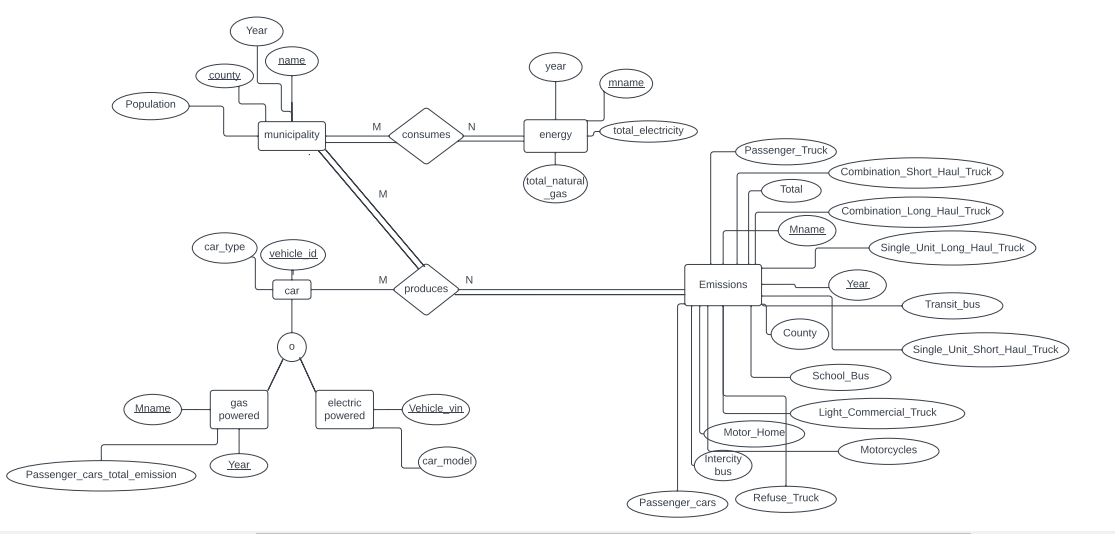 Year
name
county
Population
municipality
M
consumes
N
year
mname
energy
total_electricity
total_natural
_gas
M
Passenger_Truck
Combination_Short_Haul_Truck
Total
Combination_Long_Haul_Truck
Mname
Single_Unit_Long_Haul_Truck
Emissions
Year
Transit_bus
County
Single_Unit_Short_Haul_Truck
School_Bus
Light_Commercial_Truck
Motor_Home
Motorcycles
Intercity
bus
Refuse_Truck
Passenger_cars
car_type
vehicle_id
car
M
produces
N
o
gas
powered
electric
powered
Mname
Vehicle_vin
Year
car_model
Passenger_cars_total_emission